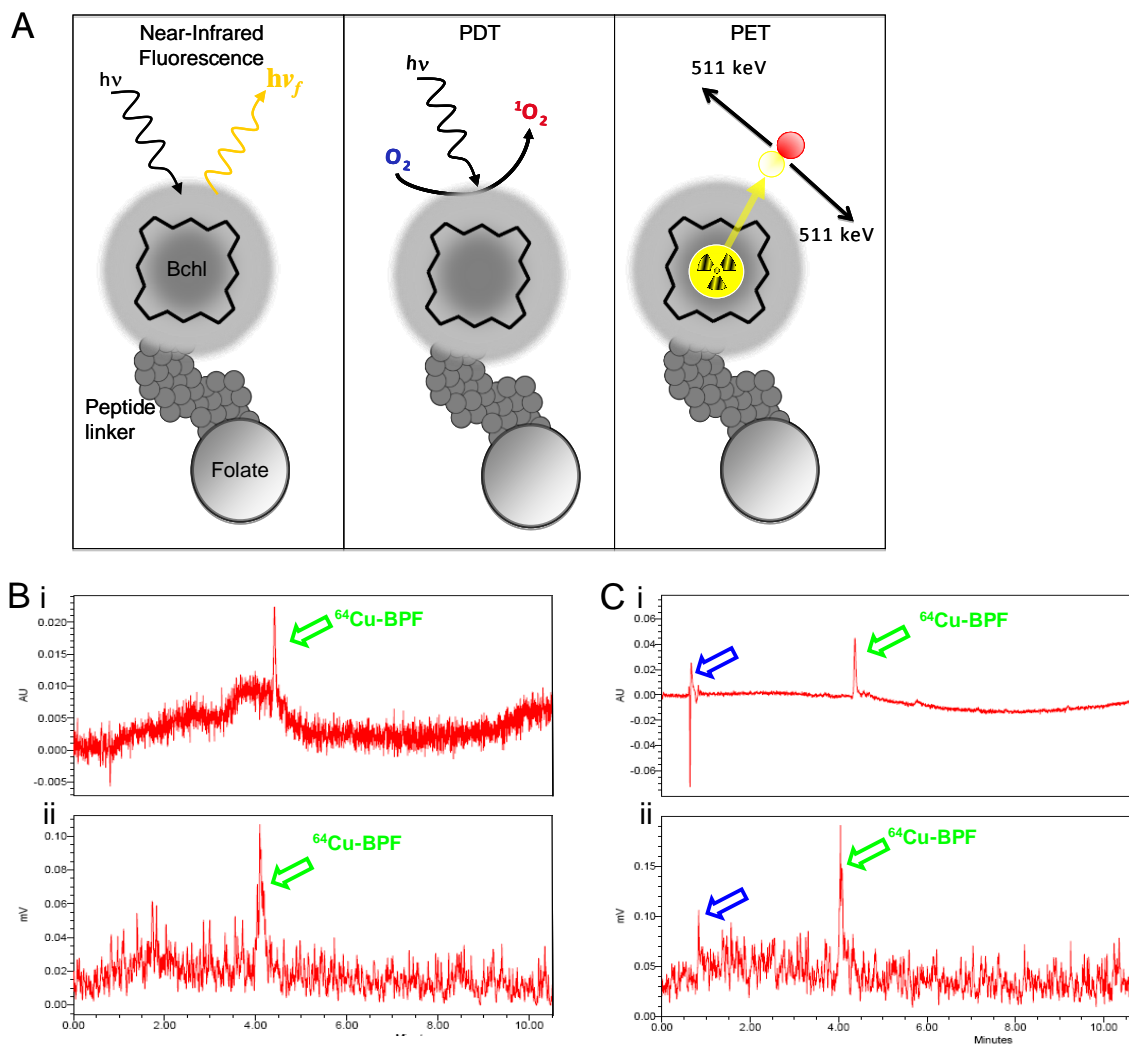 A
Near-Infrared
Fluorescence
hν
hν_f
Bchl
Peptide
linker
Folate
PDT
hν
O₂
¹O₂
PET
511 keV
511 keV
B
i
⁶⁴Cu-BPF
0.020
0.015
0.010
0.005
0.000
-0.005
AU
ii
⁶⁴Cu-BPF
0.10
0.08
0.06
0.04
0.02
0.00
mV
0.00 2.00 4.00 6.00 8.00 10.00
C
i
⁶⁴Cu-BPF
0.06
0.04
0.02
0.00
-0.02
-0.04
-0.06
AU
ii
⁶⁴Cu-BPF
0.15
0.10
0.05
0.00
mV
0.00 2.00 4.00 6.00 8.00 10.00
Minutes